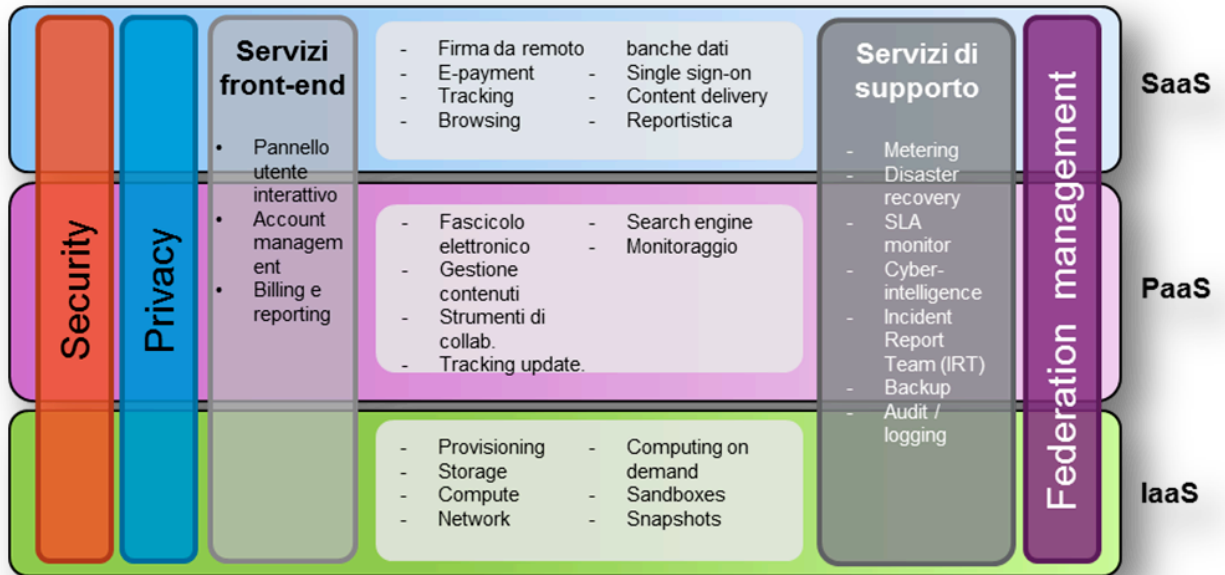 Security
Privacy
Servizi
front-end
• Pannello
utente
interattivo
• Account
managem
ent
• Billing e
reporting
- Firma da remoto
- E-payment
- Tracking
- Browsing
banche dati
- Single sign-on
- Content delivery
- Reportistica
- Fascicolo
elettronico
- Gestione
contenuti
- Strumenti di
collab.
- Tracking update.
- Search engine
- Monitoraggio
- Provisioning
- Storage
- Compute
- Network
- Computing on
demand
- Sandboxes
- Snapshots
Servizi di
supporto
- Metering
- Disaster
recovery
- SLA
monitor
- Cyber-
intelligence
- Incident
Report
Team (IRT)
- Backup
- Audit /
logging
Federation management
SaaS
PaaS
IaaS